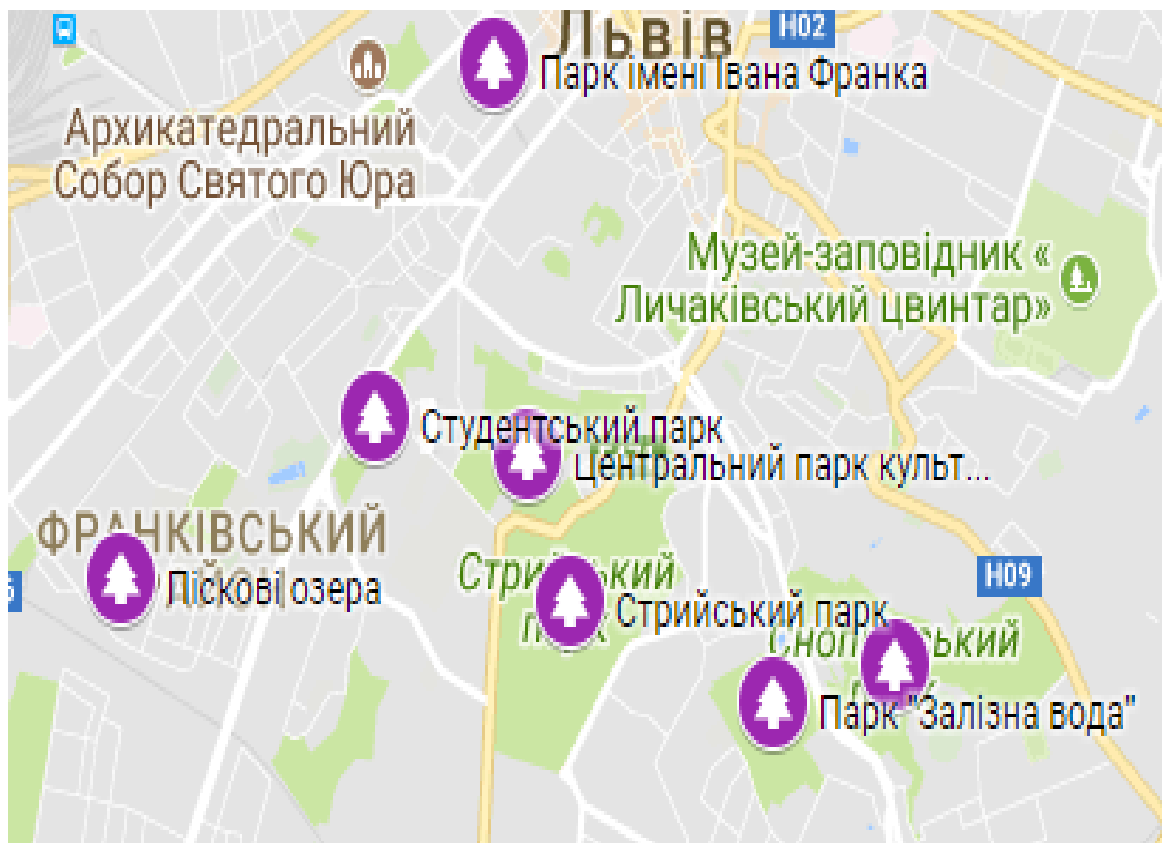 Львів
H02
Парк імені Івана Франка
Архикатедральний
Собор Святого Юра
Музей-заповідник «
Личаківський цвинтар»
Студентський парк
Центральний парк культ...
ФРАНКІВСЬКИЙ
Піскові озера
H09
Стрийський парк
Парк "Залізна вода"